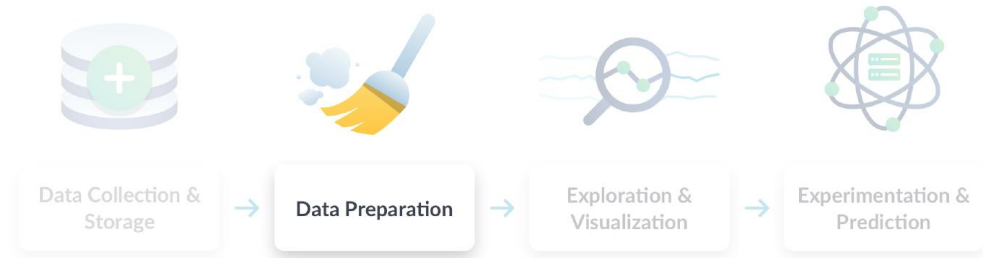 Data Collection &
Storage
Data Preparation
Exploration &
Visualization
Experimentation &
Prediction